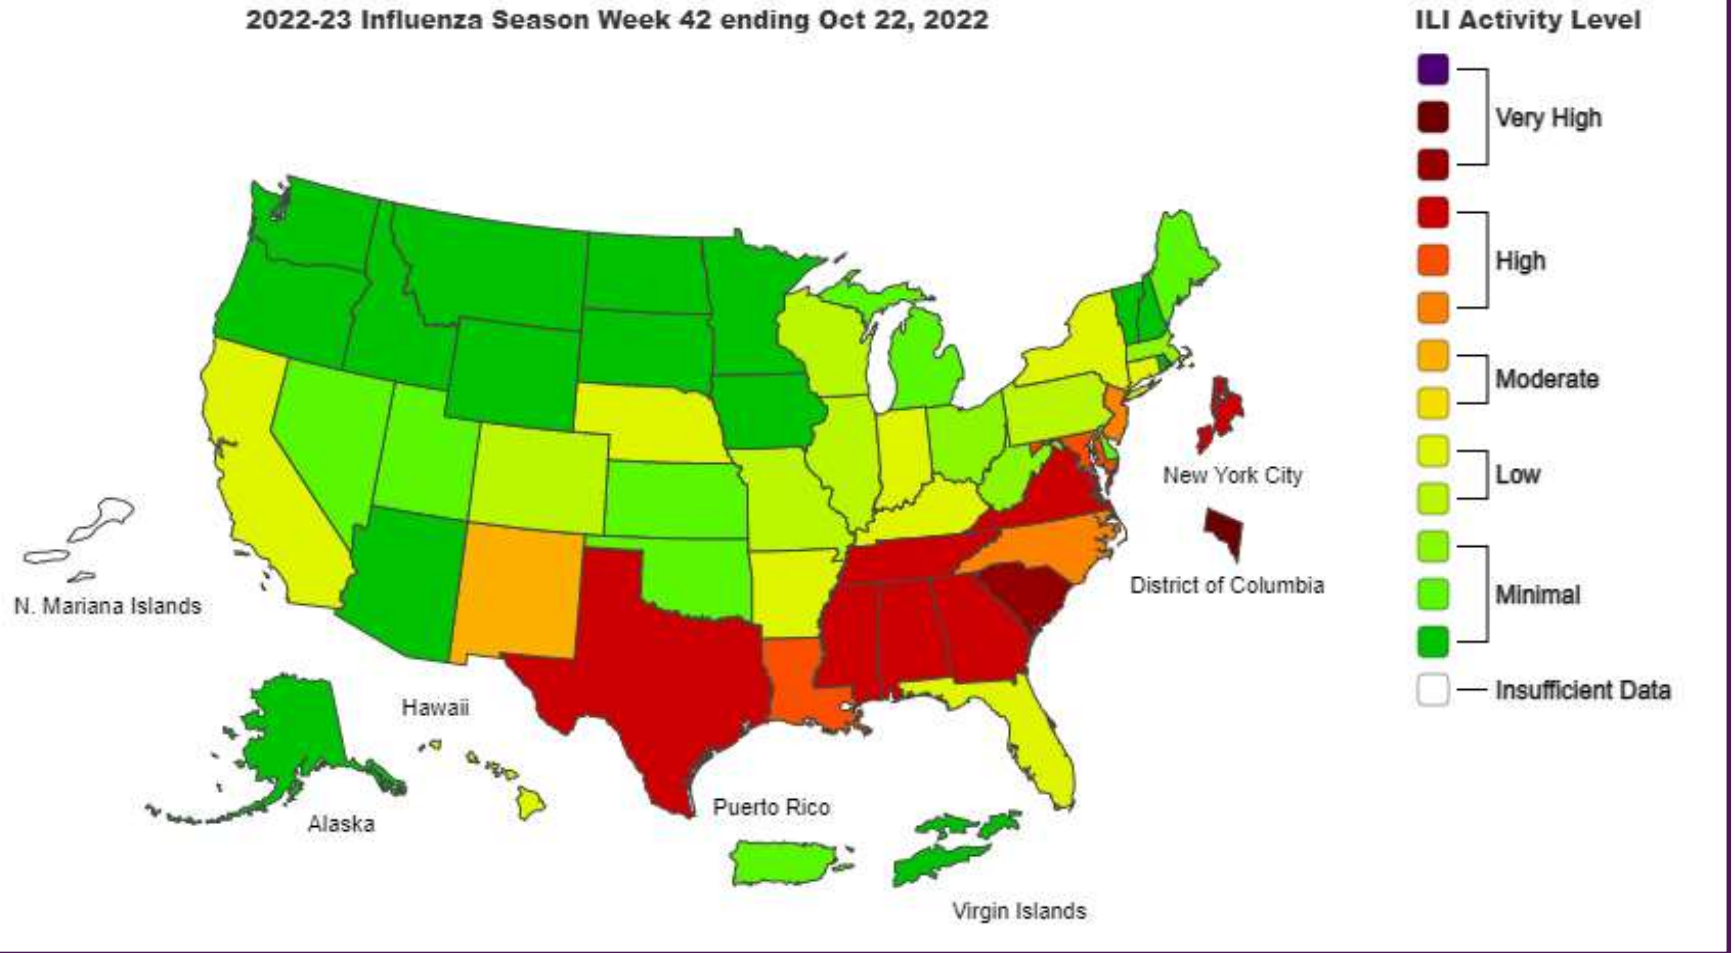 2022-23 Influenza Season Week 42 ending Oct 22, 2022
ILI Activity Level
Very High
High
Moderate
Low
Minimal
Insufficient Data
New York City
District of Columbia
N. Mariana Islands
Hawaii
Alaska
Puerto Rico
Virgin Islands